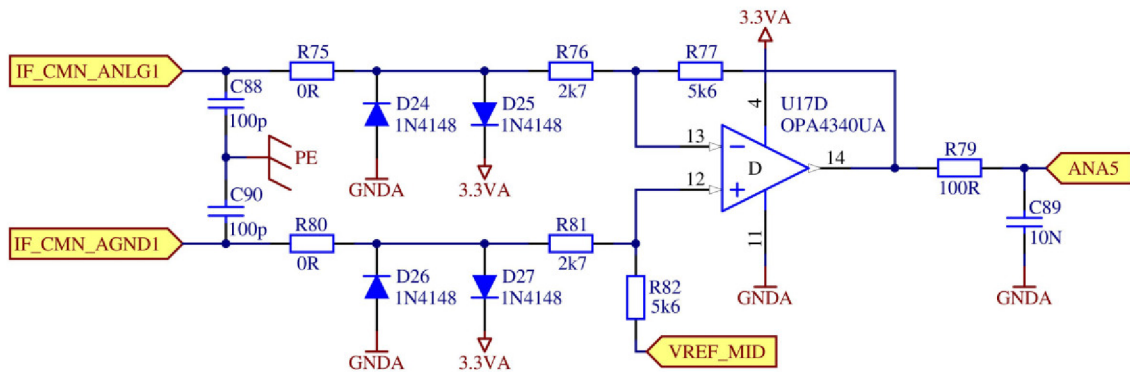 3.3VA
IF_CMN_ANLG1
R75
0R
R76
2k7
R77
5k6
C88
100p
D24
1N4148
D25
1N4148
4
U17D
OPA4340UA
PE
GNDA
3.3VA
13
12
D
14
R79
100R
ANA5
C90
100p
11
C89
10N
IF_CMN_AGND1
R80
0R
R81
2k7
D26
1N4148
D27
1N4148
R82
5k6
GNDA
GNDA
GNDA
3.3VA
VREF_MID